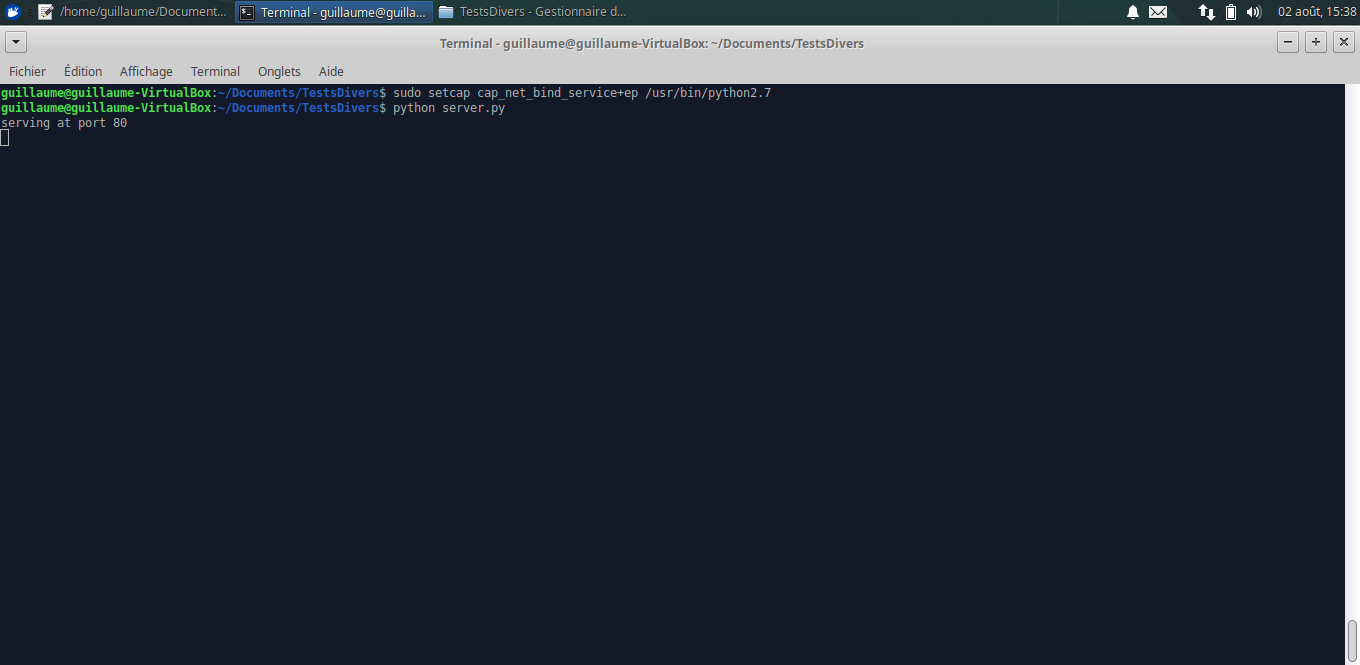 /home/guillaume/Document... Terminal - guillaume@guilla... TestsDivers - Gestionnaire d... 02 août, 15:38
Terminal - guillaume@guillaume-VirtualBox: ~/Documents/TestsDivers
Fichier Édition Affichage Terminal Onglets Aide
guillaume@guillaume-VirtualBox:~/Documents/TestsDivers$ sudo setcap cap_net_bind_service+ep /usr/bin/python2.7
guillaume@guillaume-VirtualBox:~/Documents/TestsDivers$ python server.py
serving at port 80